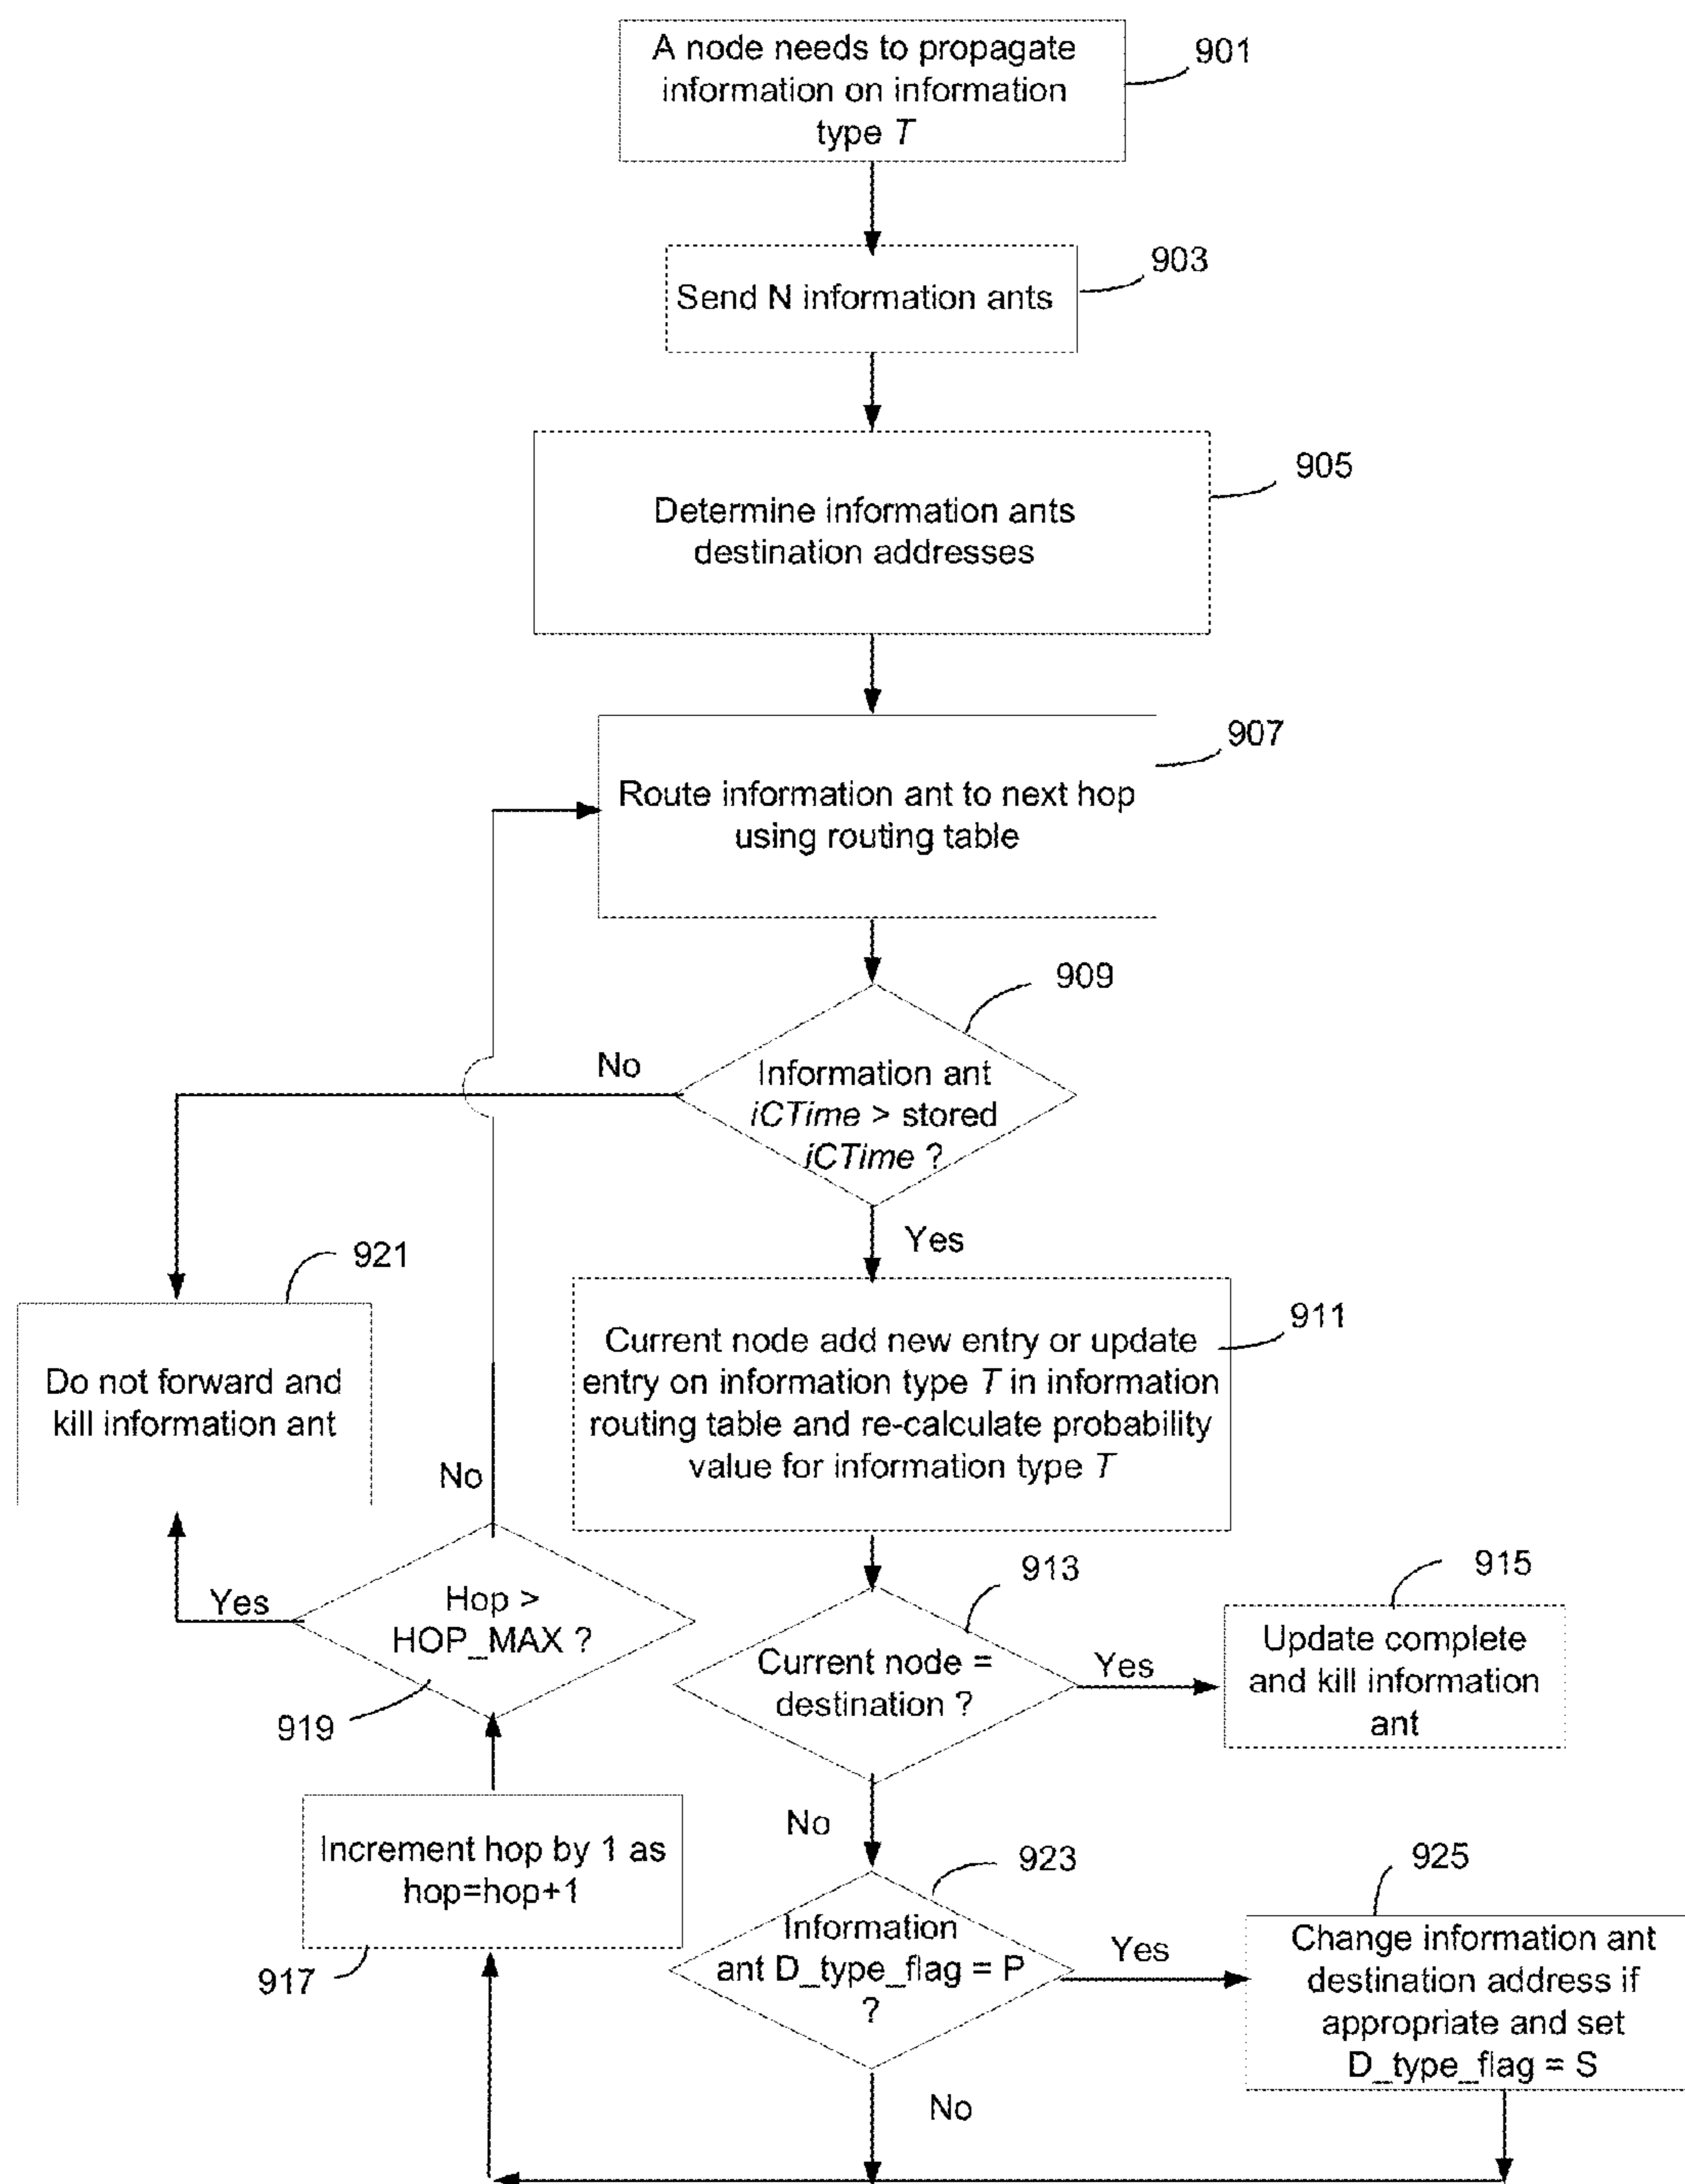 A node needs to propagate
information on information
type T
901
Send N information ants
903
Determine information ants
destination addresses
905
Route information ant to next hop
using routing table
907
909
Information ant
iCTime > stored
iCTime ?
No
Yes
921
Do not forward and
kill information ant
Current node add new entry or update
entry on information type T in information
routing table and re-calculate probability
value for information type T
911
No
Hop >
HOP_MAX ?
Yes
919
913
Current node =
destination ?
Yes
915
Update complete
and kill information
ant
No
Increment hop by 1 as
hop=hop+1
917
923
Information
ant D_type_flag = P
?
Yes
925
Change information ant
destination address if
appropriate and set
D_type_flag = S
No